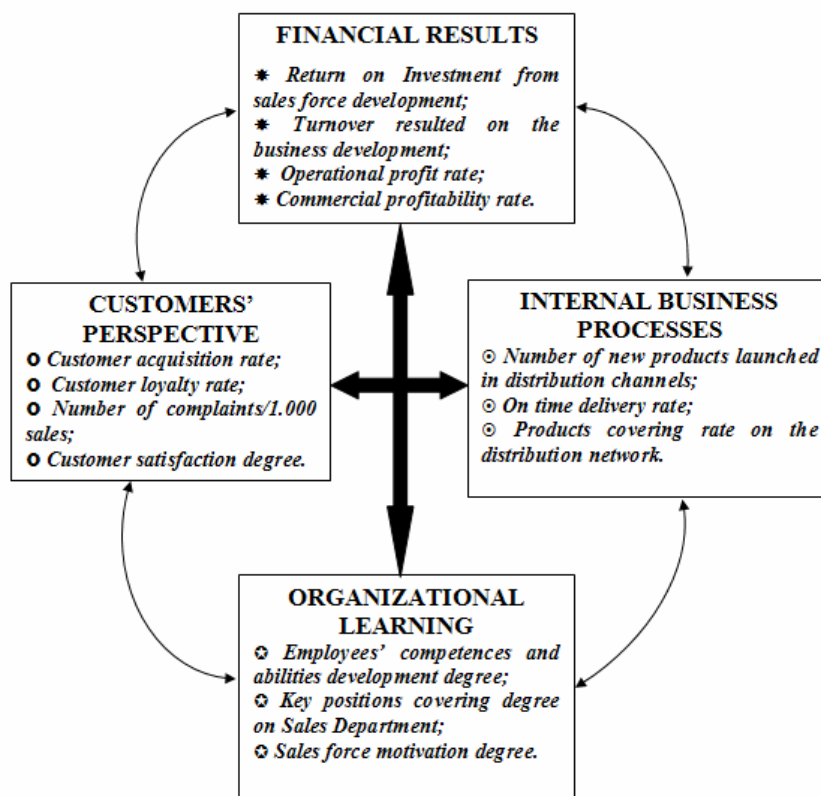 FINANCIAL RESULTS
✷ Return on Investment from
sales force development;
✷ Turnover resulted on the
business development;
✷ Operational profit rate;
✷ Commercial profitability rate.
CUSTOMERS’
PERSPECTIVE
O Customer acquisition rate;
O Customer loyalty rate;
O Number of complaints/1.000
sales;
O Customer satisfaction degree.
INTERNAL BUSINESS
PROCESSES
⊙ Number of new products launched
in distribution channels;
⊙ On time delivery rate;
⊙ Products covering rate on the
distribution network.
ORGANIZATIONAL
LEARNING
✪ Employees’ competences and
abilities development degree;
✪ Key positions covering degree
on Sales Department;
✪ Sales force motivation degree.